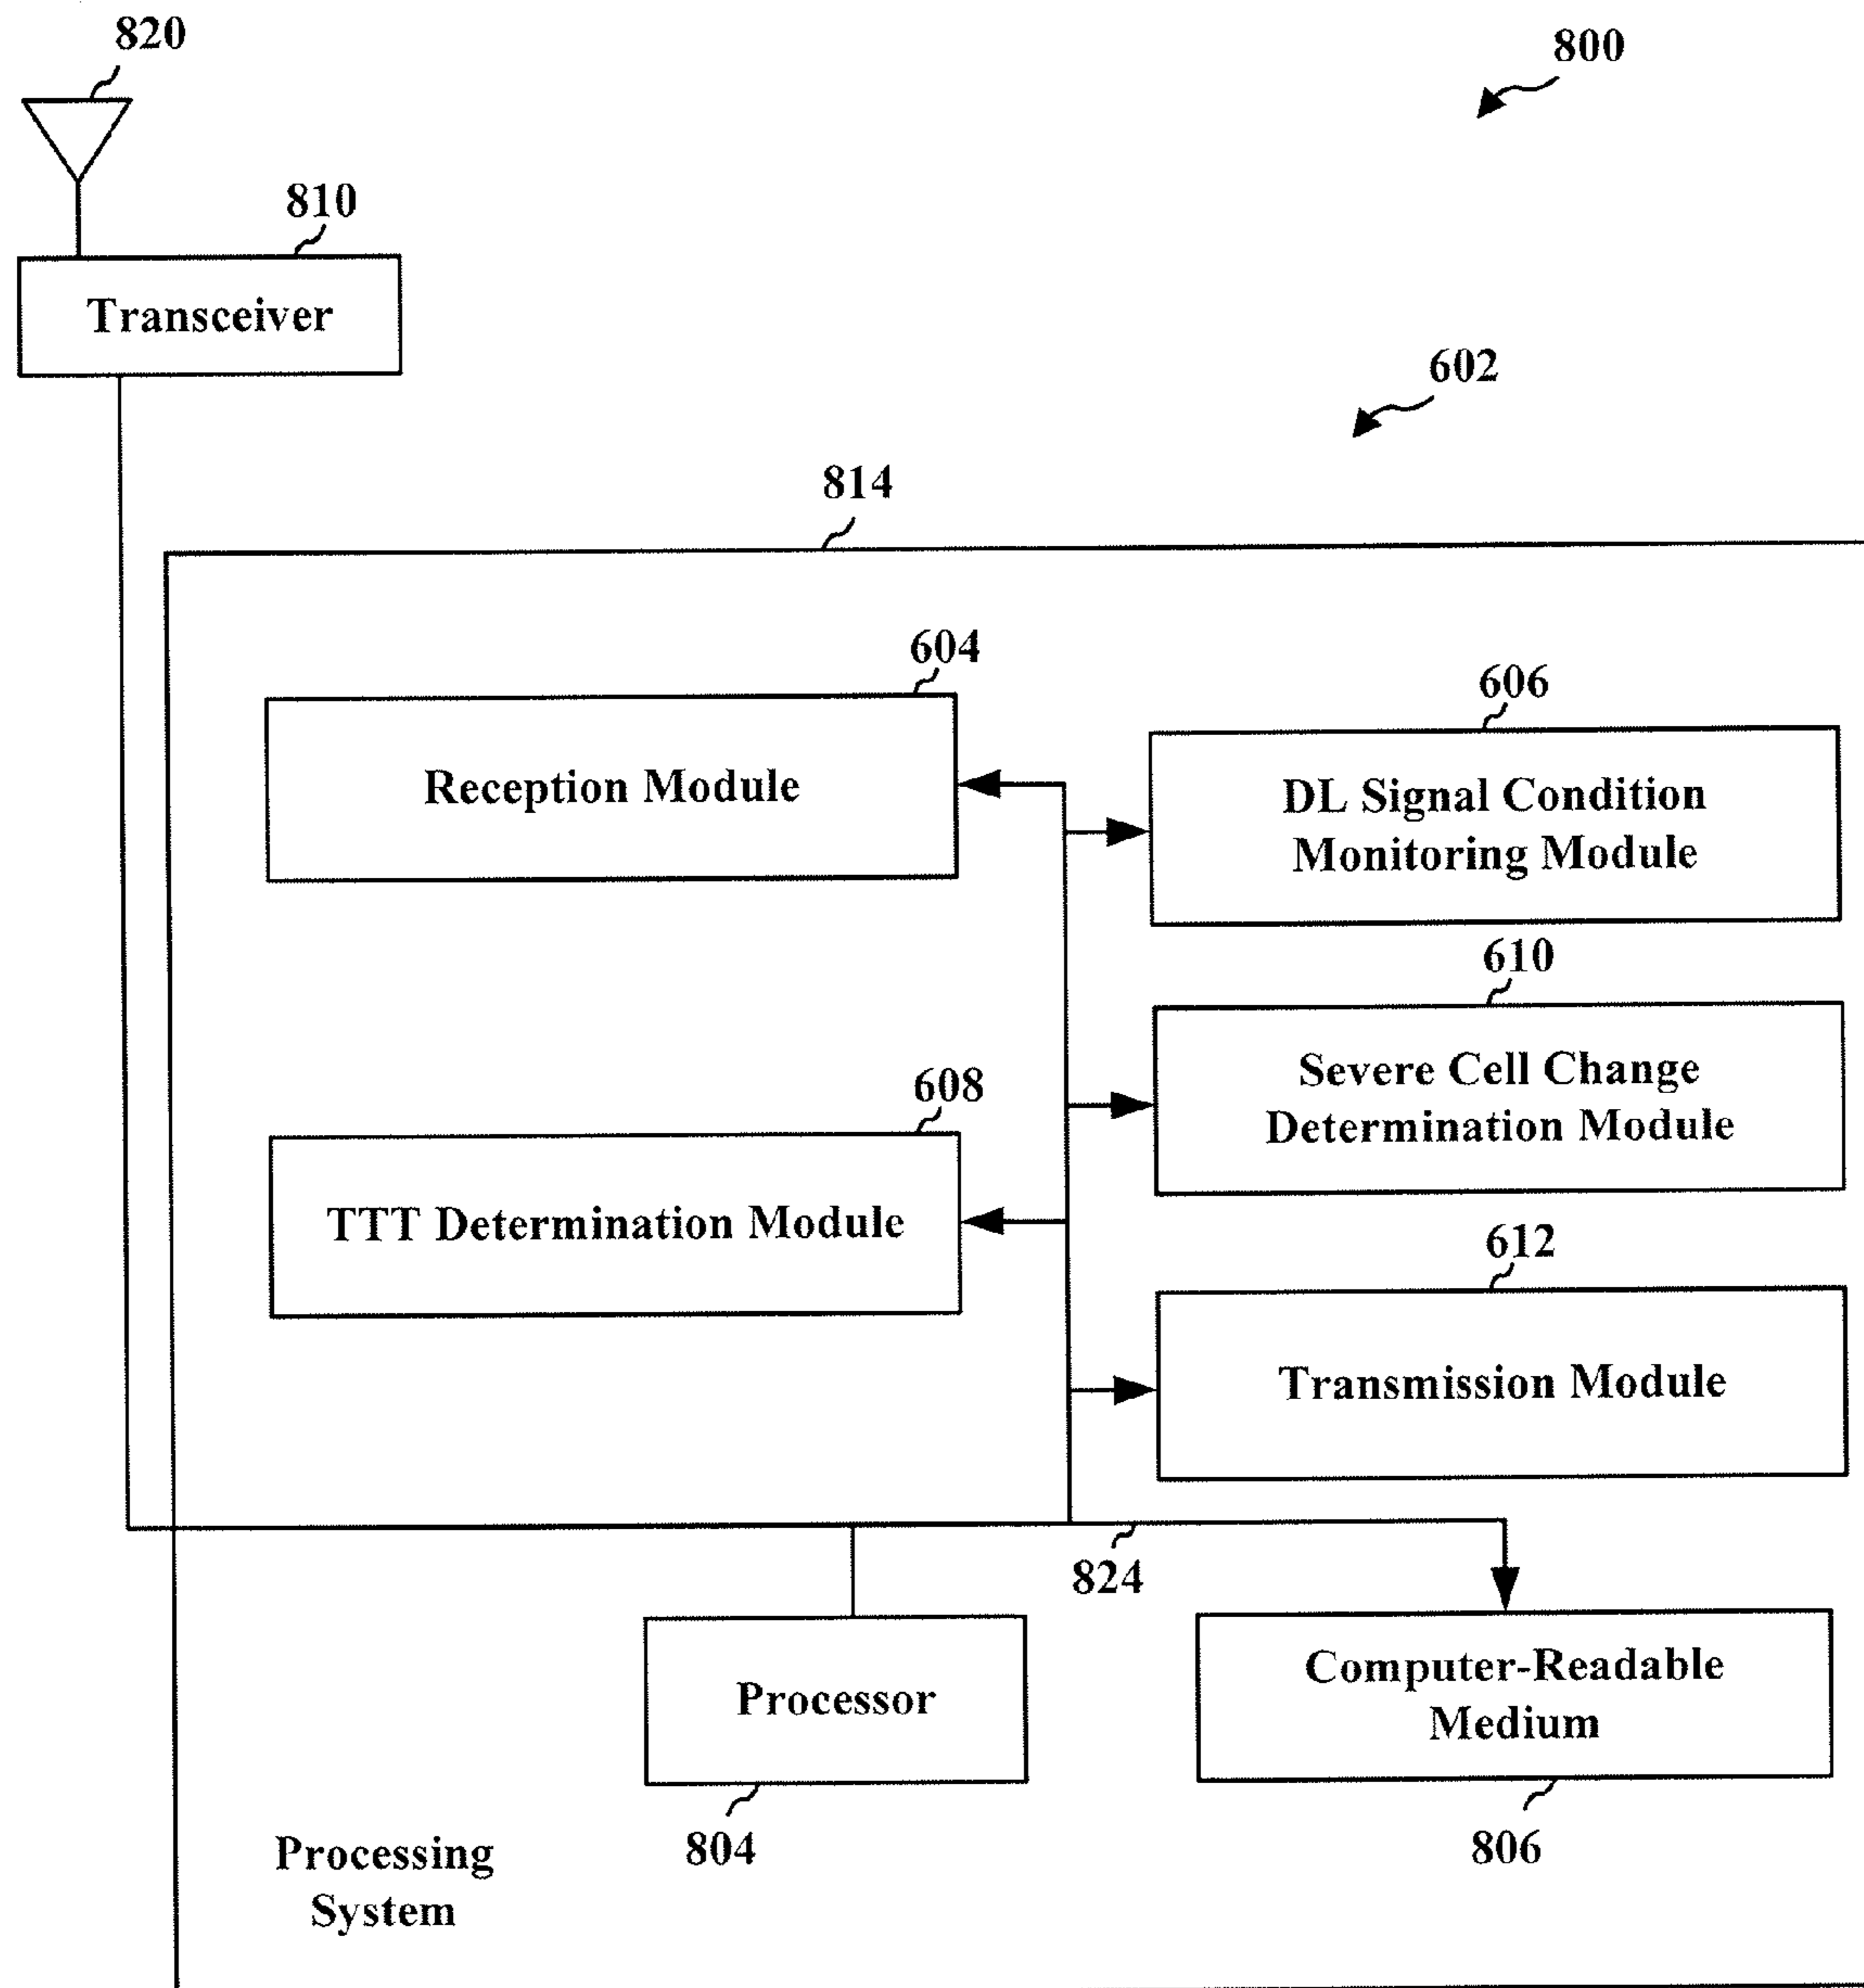 820
800
810
Transceiver
602
814
604
606
Reception Module
DL Signal Condition
Monitoring Module
610
Severe Cell Change
Determination Module
608
TTT Determination Module
612
Transmission Module
824
Processor
Computer-Readable
Medium
804
806
Processing
System